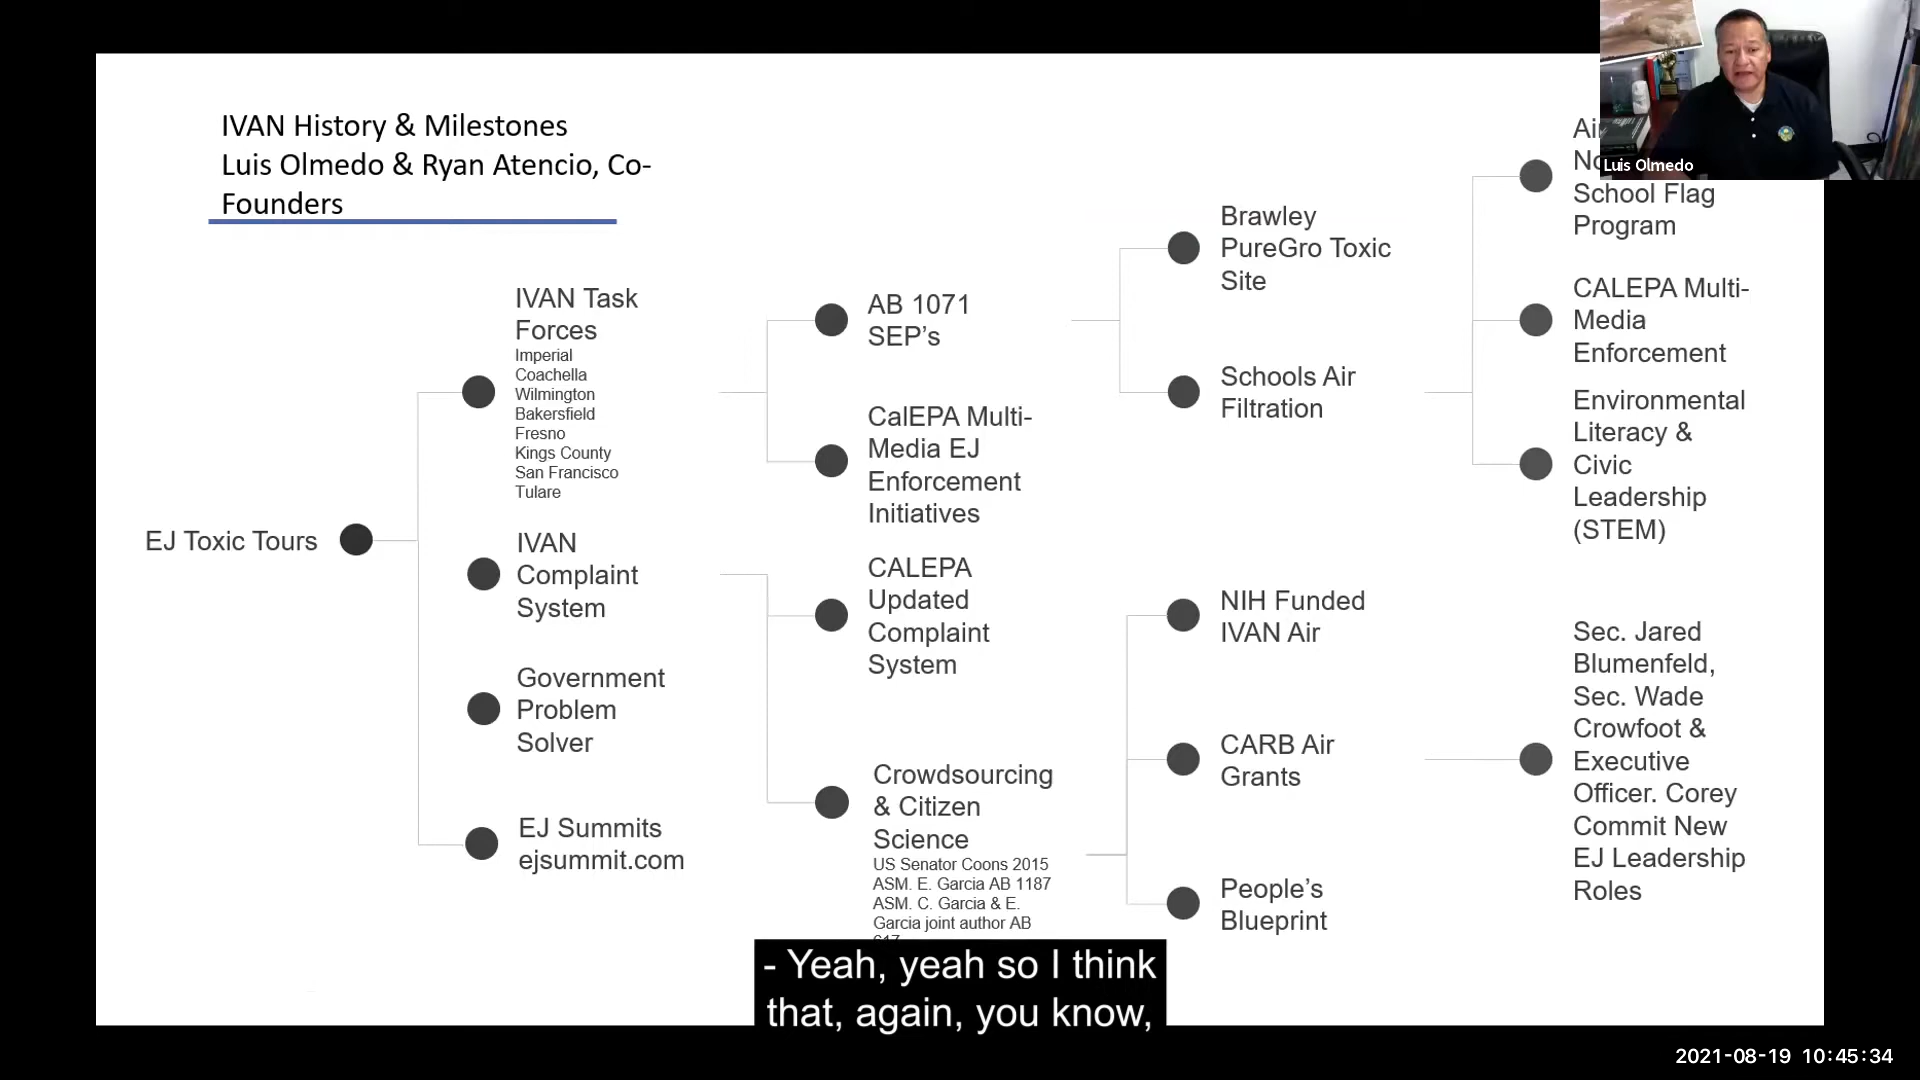 IVAN History & Milestones
Luis Olmedo & Ryan Atencio, Co-
Founders
EJ Toxic Tours
IVAN Task
Forces
Imperial
Coachella
Wilmington
Bakersfield
Fresno
Kings County
San Francisco
Tulare
IVAN
Complaint
System
Government
Problem
Solver
EJ Summits
ejsummit.com
AB 1071
SEP’s
CalEPA Multi-
Media EJ
Enforcement
Initiatives
CALEPA
Updated
Complaint
System
Crowdsourcing
& Citizen
Science
US Senator Coons 2015
ASM. E. Garcia AB 1187
ASM. C. Garcia & E.
Garcia joint author AB
Brawley
PureGro Toxic
Site
Schools Air
Filtration
NIH Funded
IVAN Air
CARB Air
Grants
People’s
Blueprint
School Flag
Program
CALEPA Multi-
Media
Enforcement
Environmental
Literacy &
Civic
Leadership
(STEM)
Sec. Jared
Blumenfeld,
Sec. Wade
Crowfoot &
Executive
Officer. Corey
Commit New
EJ Leadership
Roles
Luis Olmedo
- Yeah, yeah so I think
that, again, you know,
2021-08-19 10:45:34